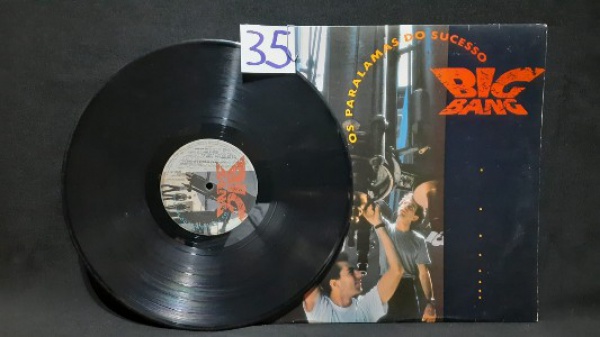 35
OS PARALAMAS DO SUCESSO
BIG
BANG